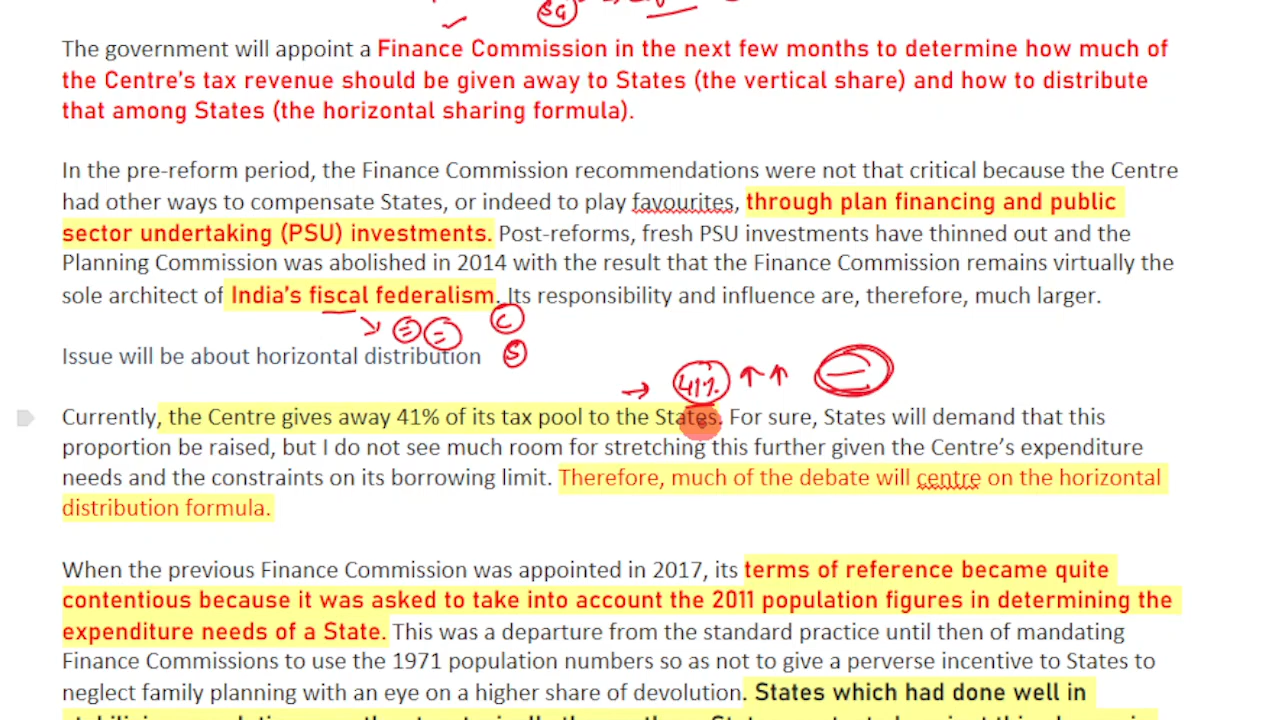 SG
The government will appoint a Finance Commission in the next few months to determine how much of
the Centre's tax revenue should be given away to States (the vertical share) and how to distribute
that among States (the horizontal sharing formula).
In the pre-reform period, the Finance Commission recommendations were not that critical because the Centre
had other ways to compensate States, or indeed to play favourites, through plan financing and public
sector undertaking (PSU) investments. Post-reforms, fresh PSU investments have thinned out and the
Planning Commission was abolished in 2014 with the result that the Finance Commission remains virtually the
sole architect of India's fiscal federalism. Its responsibility and influence are, therefore, much larger.
C
Issue will be about horizontal distribution
S
41%
Currently, the Centre gives away 41% of its tax pool to the States. For sure, States will demand that this
proportion be raised, but I do not see much room for stretching this further given the Centre's expenditure
needs and the constraints on its borrowing limit. Therefore, much of the debate will centre on the horizontal
distribution formula.
When the previous Finance Commission was appointed in 2017, its terms of reference became quite
contentious because it was asked to take into account the 2011 population figures in determining the
expenditure needs of a State. This was a departure from the standard practice until then of mandating
Finance Commissions to use the 1971 population numbers so as not to give a perverse incentive to States to
neglect family planning with an eye on a higher share of devolution. States which had done well in